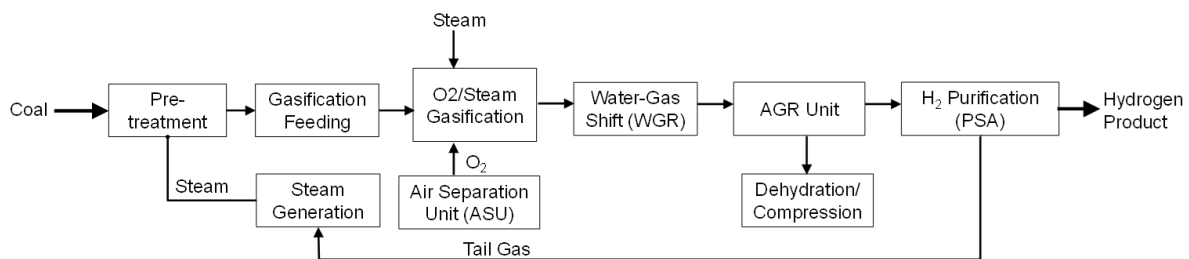 Steam
Coal
Pre-
treatment
Gasification
Feeding
O2/Steam
Gasification
Water-Gas
Shift (WGR)
AGR Unit
H₂ Purification
(PSA)
Hydrogen
Product
O₂
Steam
Steam
Generation
Air Separation
Unit (ASU)
Dehydration/
Compression
Tail Gas